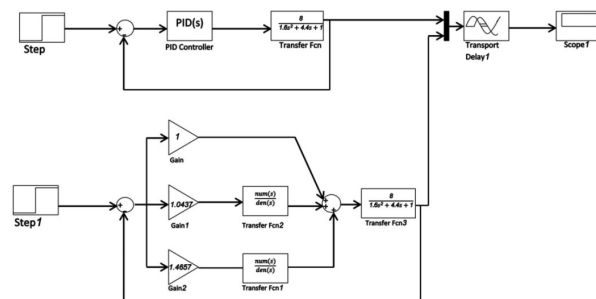 Step
PID(s)
PID Controller
8
1.6s² + 4.4s + 1
Transfer Fcn
Transport
Delay1
Scope1
Step1
1
Gain
1.0437
Gain1
num(s)
den(s)
Transfer Fcn2
8
1.6s² + 4.4s + 1
Transfer Fcn3
1.4657
Gain2
num(s)
den(s)
Transfer Fcn1